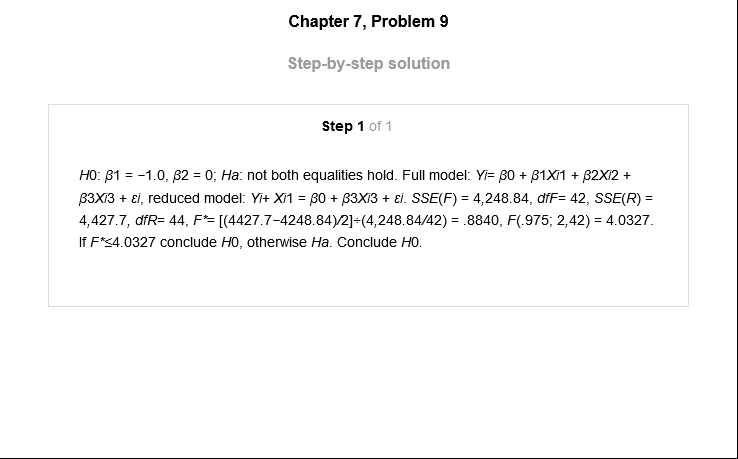 Chapter 7, Problem 9
Step-by-step solution
Step 1 of 1
H0: β1 = −1.0, β2 = 0; Ha: not both equalities hold. Full model: Yi= β0 + β1Xi1 + β2Xi2 +
β3Xi3 + εi, reduced model: Yi+ Xi1 = β0 + β3Xi3 + εi. SSE(F) = 4,248.84, dfF= 42, SSE(R) =
4,427.7, dfR= 44, F*= [(4427.7−4248.84)/2]÷(4,248.84/42) = .8840, F(.975; 2,42) = 4.0327.
If F*≤4.0327 conclude H0, otherwise Ha. Conclude H0.